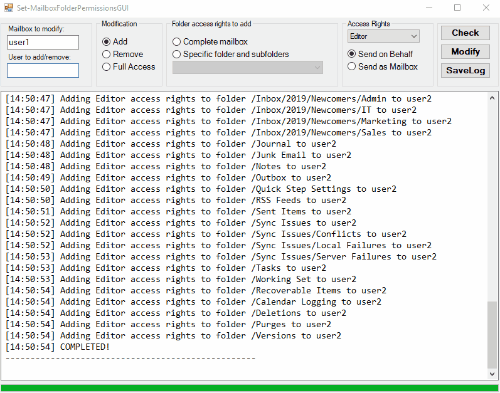 Set-MailboxFolderPermissionsGUI
Mailbox to modify:
user1
User to add/remove:
Modification
Add
Remove
Full Access
Folder access rights to add
Complete mailbox
Specific folder and subfolders
Access Rights
Editor
Send on Behalf
Send as Mailbox
Check
Modify
SaveLog
[14:50:47] Adding Editor access rights to folder /Inbox/2019/Newcomers/Admin to user2
[14:50:47] Adding Editor access rights to folder /Inbox/2019/Newcomers/IT to user2
[14:50:47] Adding Editor access rights to folder /Inbox/2019/Newcomers/Marketing to user2
[14:50:47] Adding Editor access rights to folder /Inbox/2019/Newcomers/Sales to user2
[14:50:48] Adding Editor access rights to folder /Journal to user2
[14:50:48] Adding Editor access rights to folder /Junk Email to user2
[14:50:48] Adding Editor access rights to folder /Notes to user2
[14:50:49] Adding Editor access rights to folder /Outbox to user2
[14:50:50] Adding Editor access rights to folder /Quick Step Settings to user2
[14:50:50] Adding Editor access rights to folder /RSS Feeds to user2
[14:50:51] Adding Editor access rights to folder /Sent Items to user2
[14:50:52] Adding Editor access rights to folder /Sync Issues to user2
[14:50:52] Adding Editor access rights to folder /Sync Issues/Conflicts to user2
[14:50:52] Adding Editor access rights to folder /Sync Issues/Local Failures to user2
[14:50:53] Adding Editor access rights to folder /Sync Issues/Server Failures to user2
[14:50:53] Adding Editor access rights to folder /Tasks to user2
[14:50:53] Adding Editor access rights to folder /Working Set to user2
[14:50:54] Adding Editor access rights to folder /Recoverable Items to user2
[14:50:54] Adding Editor access rights to folder /Calendar Logging to user2
[14:50:54] Adding Editor access rights to folder /Deletions to user2
[14:50:54] Adding Editor access rights to folder /Purges to user2
[14:50:54] Adding Editor access rights to folder /Versions to user2
[14:50:54] COMPLETED!
--------------------------------------------------